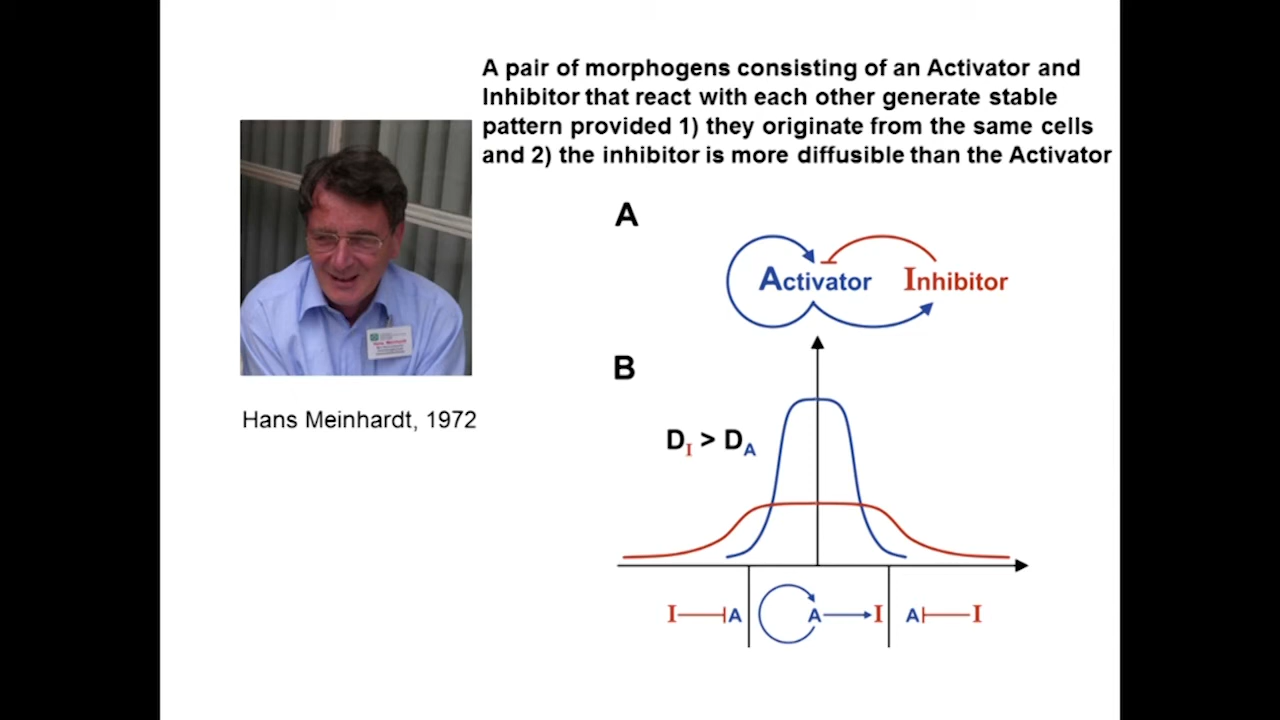 A pair of morphogens consisting of an Activator and
Inhibitor that react with each other generate stable
pattern provided 1) they originate from the same cells
and 2) the inhibitor is more diffusible than the Activator
Hans Meinhardt, 1972
A
Activator Inhibitor
B
DI > DA
I A A I A I